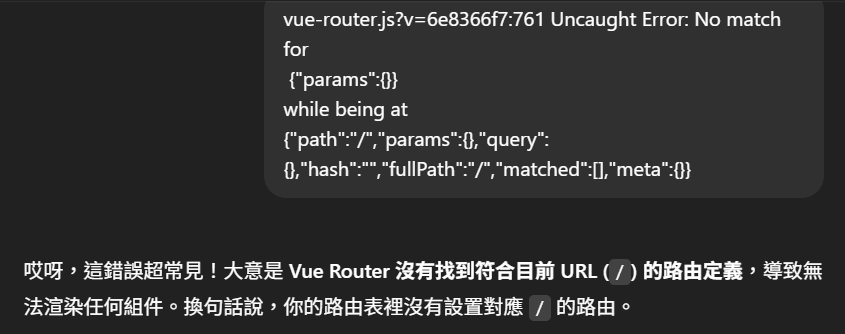 vue-router.js?v=6e8366f7:761 Uncaught Error: No match
for
{"params":{}}
while being at
{"path":"/","params":{},"query":
{},"hash":"","fullPath":"/","matched":[],"meta":{}}
哎呀，這錯誤超常見！大意是 Vue Router 沒有找到符合目前 URL (/) 的路由定義，導致無
法渲染任何組件。換句話說，你的路由表裡沒有設置對應 / 的路由。